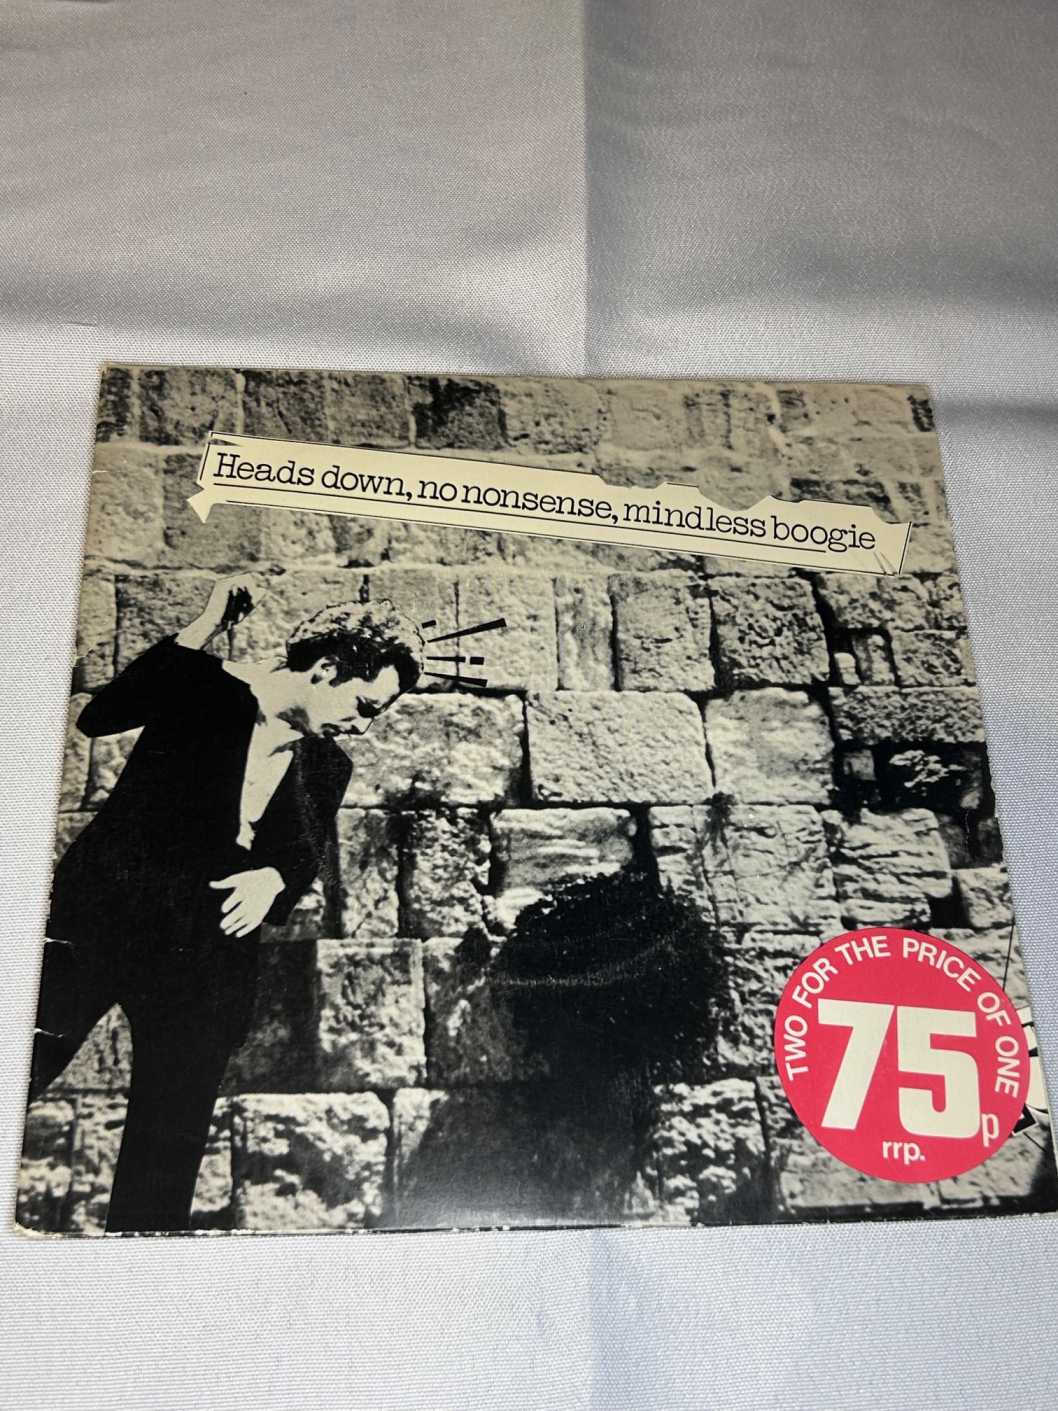 Heads down, no nonsense, mindless boogie
TWO FOR THE PRICE OF ONE
75p
rrp.